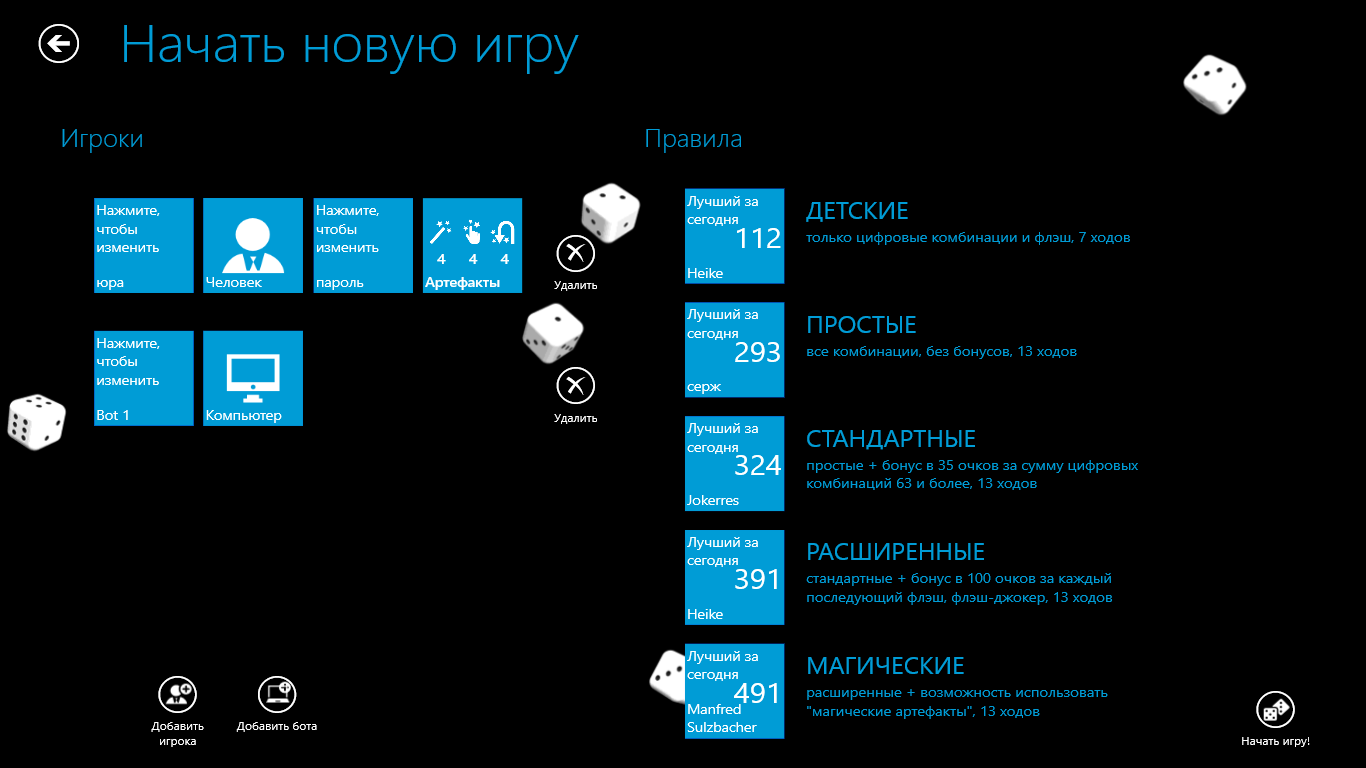 Начать новую игру
Игроки
Нажмите,
чтобы
изменить
юра
Человек
Нажмите,
чтобы
изменить
пароль
4 4 4
Артефакты
Удалить
Нажмите,
чтобы
изменить
Bot 1
Компьютер
Удалить
Добавить
игрока
Добавить бота
Правила
Лучший за
сегодня
112
Heike
ДЕТСКИЕ
только цифровые комбинации и флэш, 7 ходов
Лучший за
сегодня
293
серж
ПРОСТЫЕ
все комбинации, без бонусов, 13 ходов
Лучший за
сегодня
324
Jokerres
СТАНДАРТНЫЕ
простые + бонус в 35 очков за сумму цифровых
комбинаций 63 и более, 13 ходов
Лучший за
сегодня
391
Heike
РАСШИРЕННЫЕ
стандартные + бонус в 100 очков за каждый
последующий флэш, флэш-джокер, 13 ходов
Лучший за
сегодня
491
Manfred
Sulzbacher
МАГИЧЕСКИЕ
расширенные + возможность использовать
"магические артефакты", 13 ходов
Начать игру!